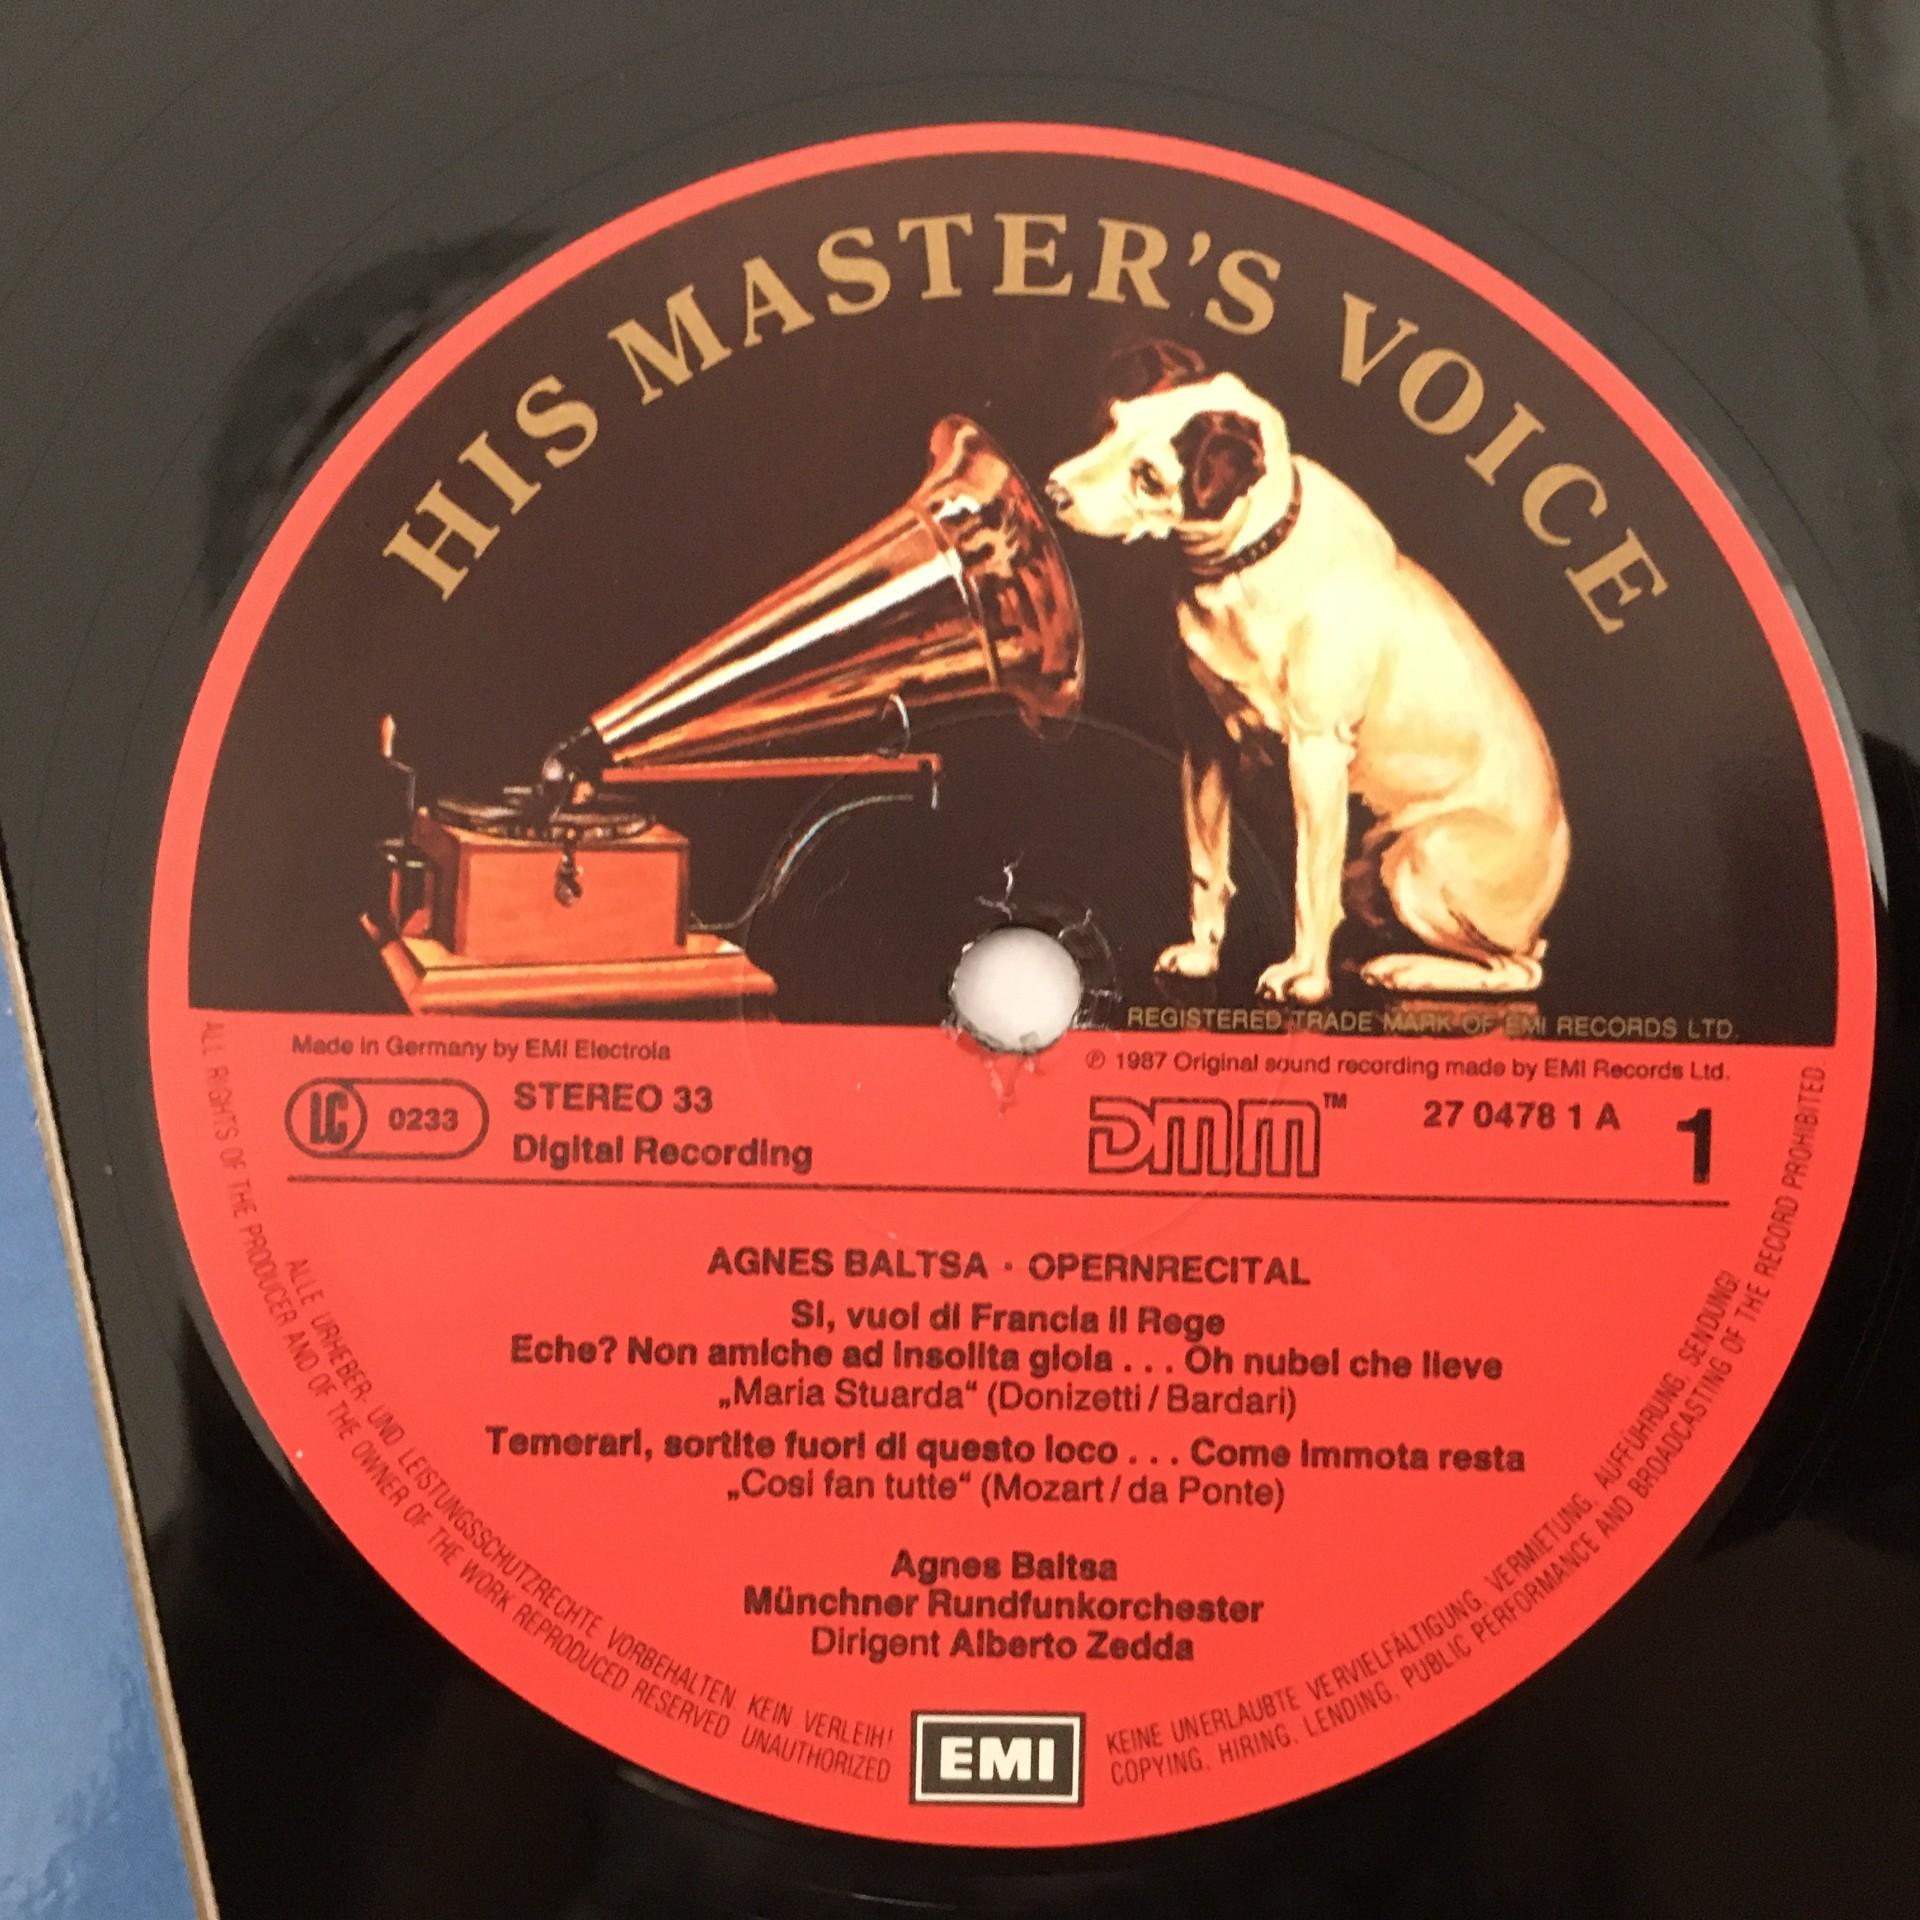 HIS MASTER'S VOICE
REGISTERED TRADE MARK OF EMI RECORDS LTD.
Made in Germany by EMI Electrola
℗ 1987 Original sound recording made by EMI Records Ltd.
LC 0233
STEREO 33
Digital Recording
DMM™
27 0478 1 A
1
AGNES BALTSA · OPERNRECITAL
Si, vuol di Francia il Rege
Eche? Non amiche ad insolita gioia . . . Oh nubel che lieve
„Maria Stuarda“ (Donizetti / Bardari)
Temerari, sortite fuori di questo loco . . . Come immota resta
„Cosi fan tutte“ (Mozart / da Ponte)
Agnes Baltsa
Münchner Rundfunkorchester
Dirigent Alberto Zedda
EMI
ALLE URHEBER- UND LEISTUNGSSCHUTZRECHTE VORBEHALTEN. KEIN VERLEIH! KEINE UNERLAUBTE VERVIELFÄLTIGUNG, VERMIETUNG, AUFFÜHRUNG, SENDUNG!
ALL RIGHTS OF THE PRODUCER AND OF THE OWNER OF THE WORK REPRODUCED RESERVED UNAUTHORIZED COPYING, HIRING, LENDING, PUBLIC PERFORMANCE AND BROADCASTING OF THE RECORD PROHIBITED